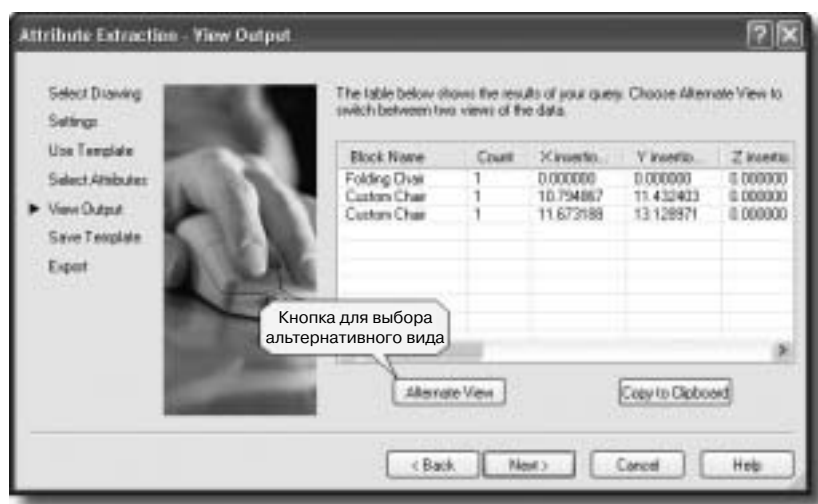 Attribute Extraction - View Output
Select Drawing
Settings
Use Template
Select Attributes
View Output
Save Template
Export
The table below shows the results of your query. Choose Alternate View to
switch between two views of the data.
Block Name Count X insertio... Y insertio... Z insertio
Folding Chair 1 0.000000 0.000000 0.000000
Custom Chair 1 10.794867 11.432403 0.000000
Custom Chair 1 11.673188 13.128971 0.000000
Кнопка для выбора
альтернативного вида
Alternate View Copy to Clipboard
< Back Next > Cancel Help